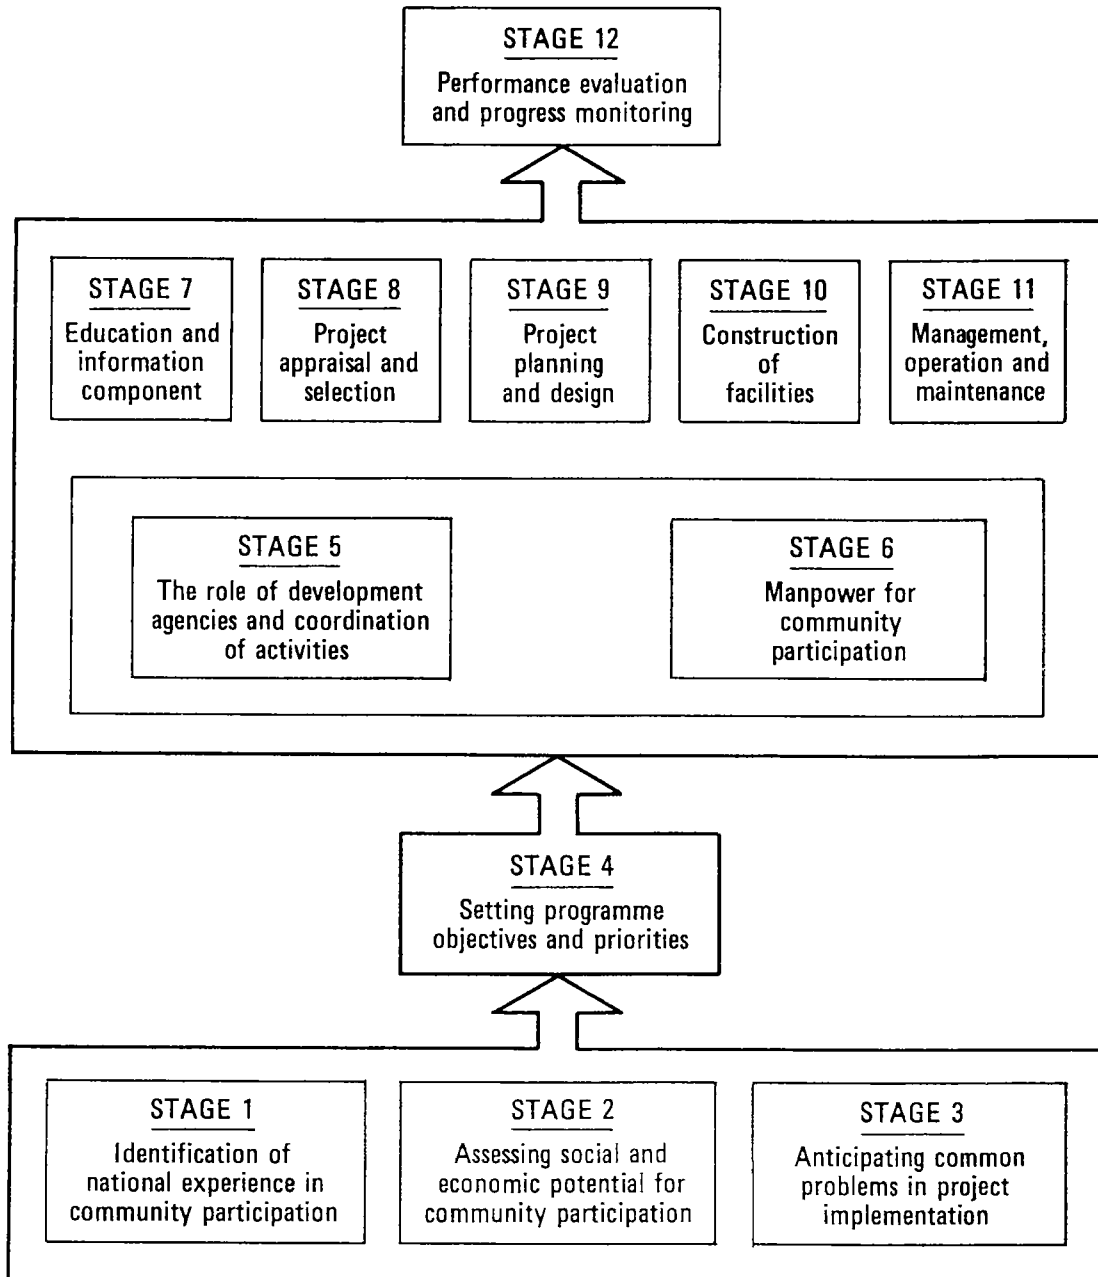 STAGE 12
Performance evaluation
and progress monitoring
STAGE 7
Education and
information
component
STAGE 8
Project
appraisal and
selection
STAGE 9
Project
planning
and design
STAGE 10
Construction
of
facilities
STAGE 11
Management,
operation and
maintenance
STAGE 5
The role of development
agencies and coordination
of activities
STAGE 6
Manpower for
community
participation
STAGE 4
Setting programme
objectives and priorities
STAGE 1
Identification of
national experience in
community participation
STAGE 2
Assessing social and
economic potential for
community participation
STAGE 3
Anticipating common
problems in project
implementation